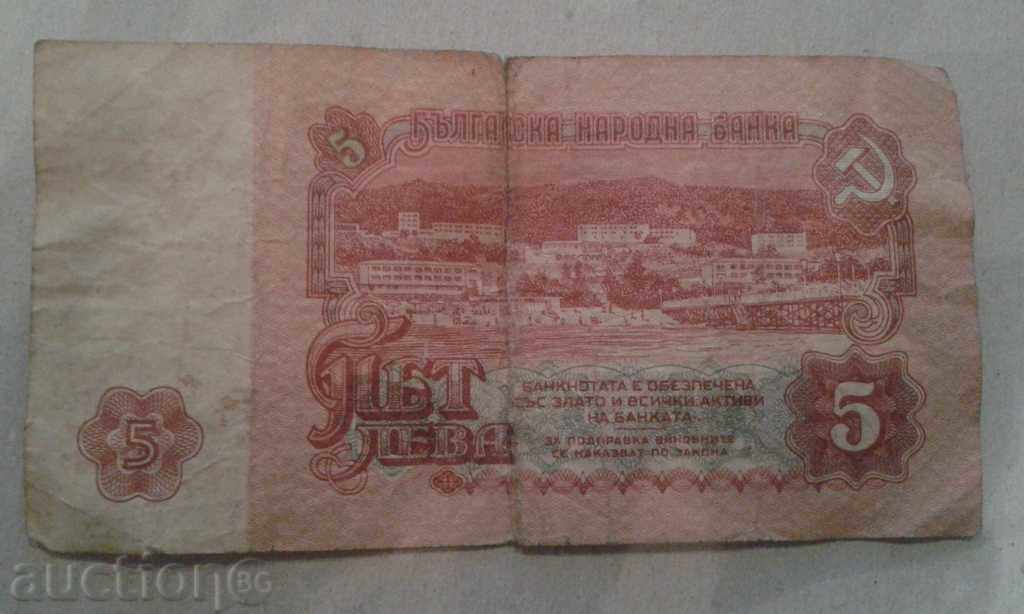 5 БЪЛГАРСКА НАРОДНА БАНКА
ПЕТ
ЛЕВА
БАНКНОТАТА Е ОБЕЗПЕЧЕНА
СЪС ЗЛАТО И ВСИЧКИ АКТИВИ
НА БАНКАТА
ЗА ПОДПРАВКА ВИНОВНИТЕ
СЕ НАКАЗВАТ ПО ЗАКОНА
5
5
auction BG